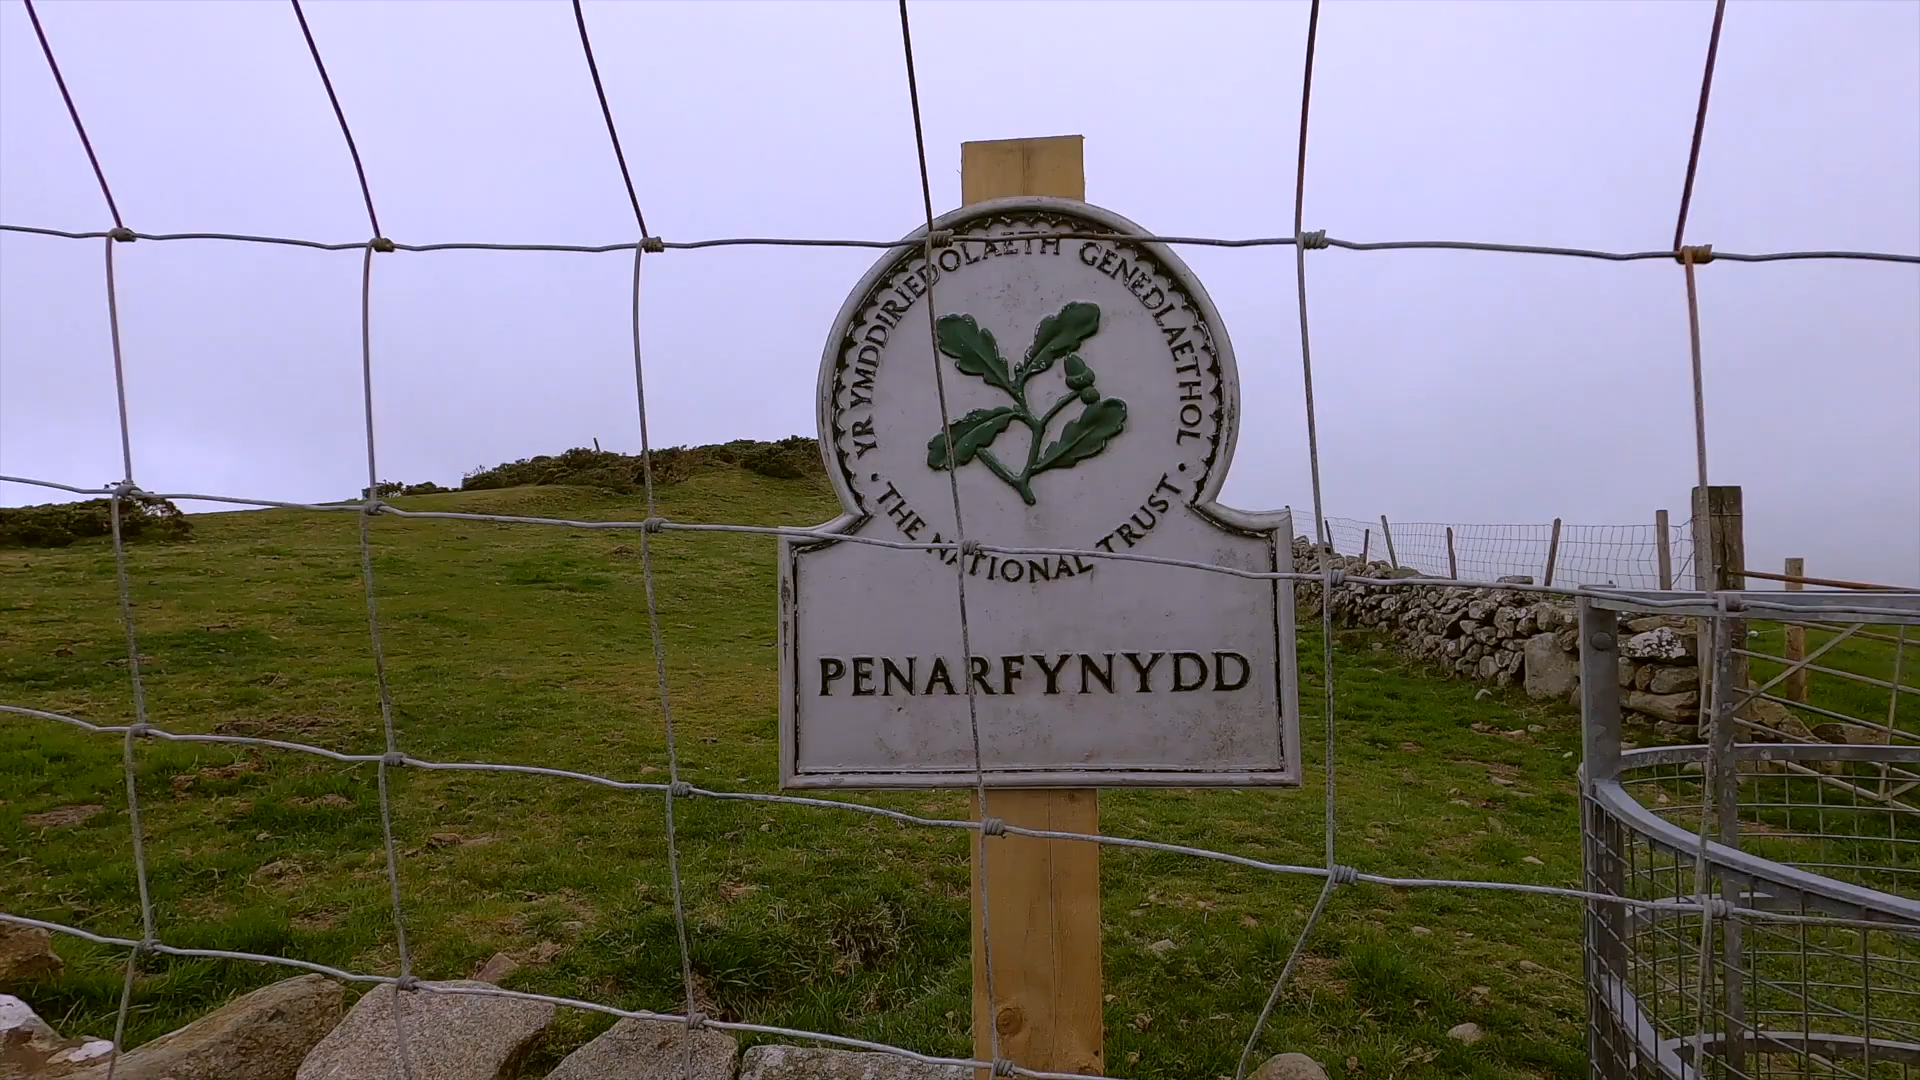 YR YMDDIRIEDOLAETH GENEDLAETHOL
• THE NATIONAL TRUST •
PENARFYNYDD